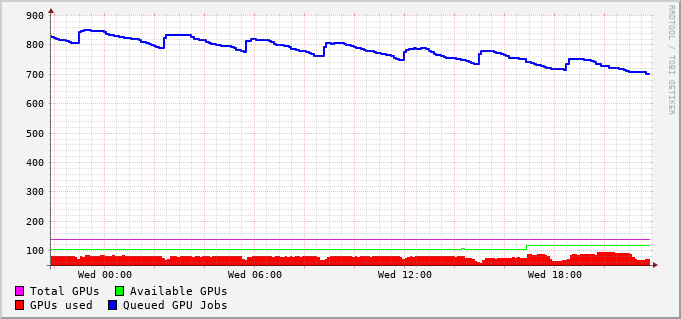 900
800
700
600
500
400
300
200
100
Wed 00:00 Wed 06:00 Wed 12:00 Wed 18:00
Total GPUs Available GPUs
GPUs used Queued GPU Jobs
RRDTOOL / TOBI OETIKER